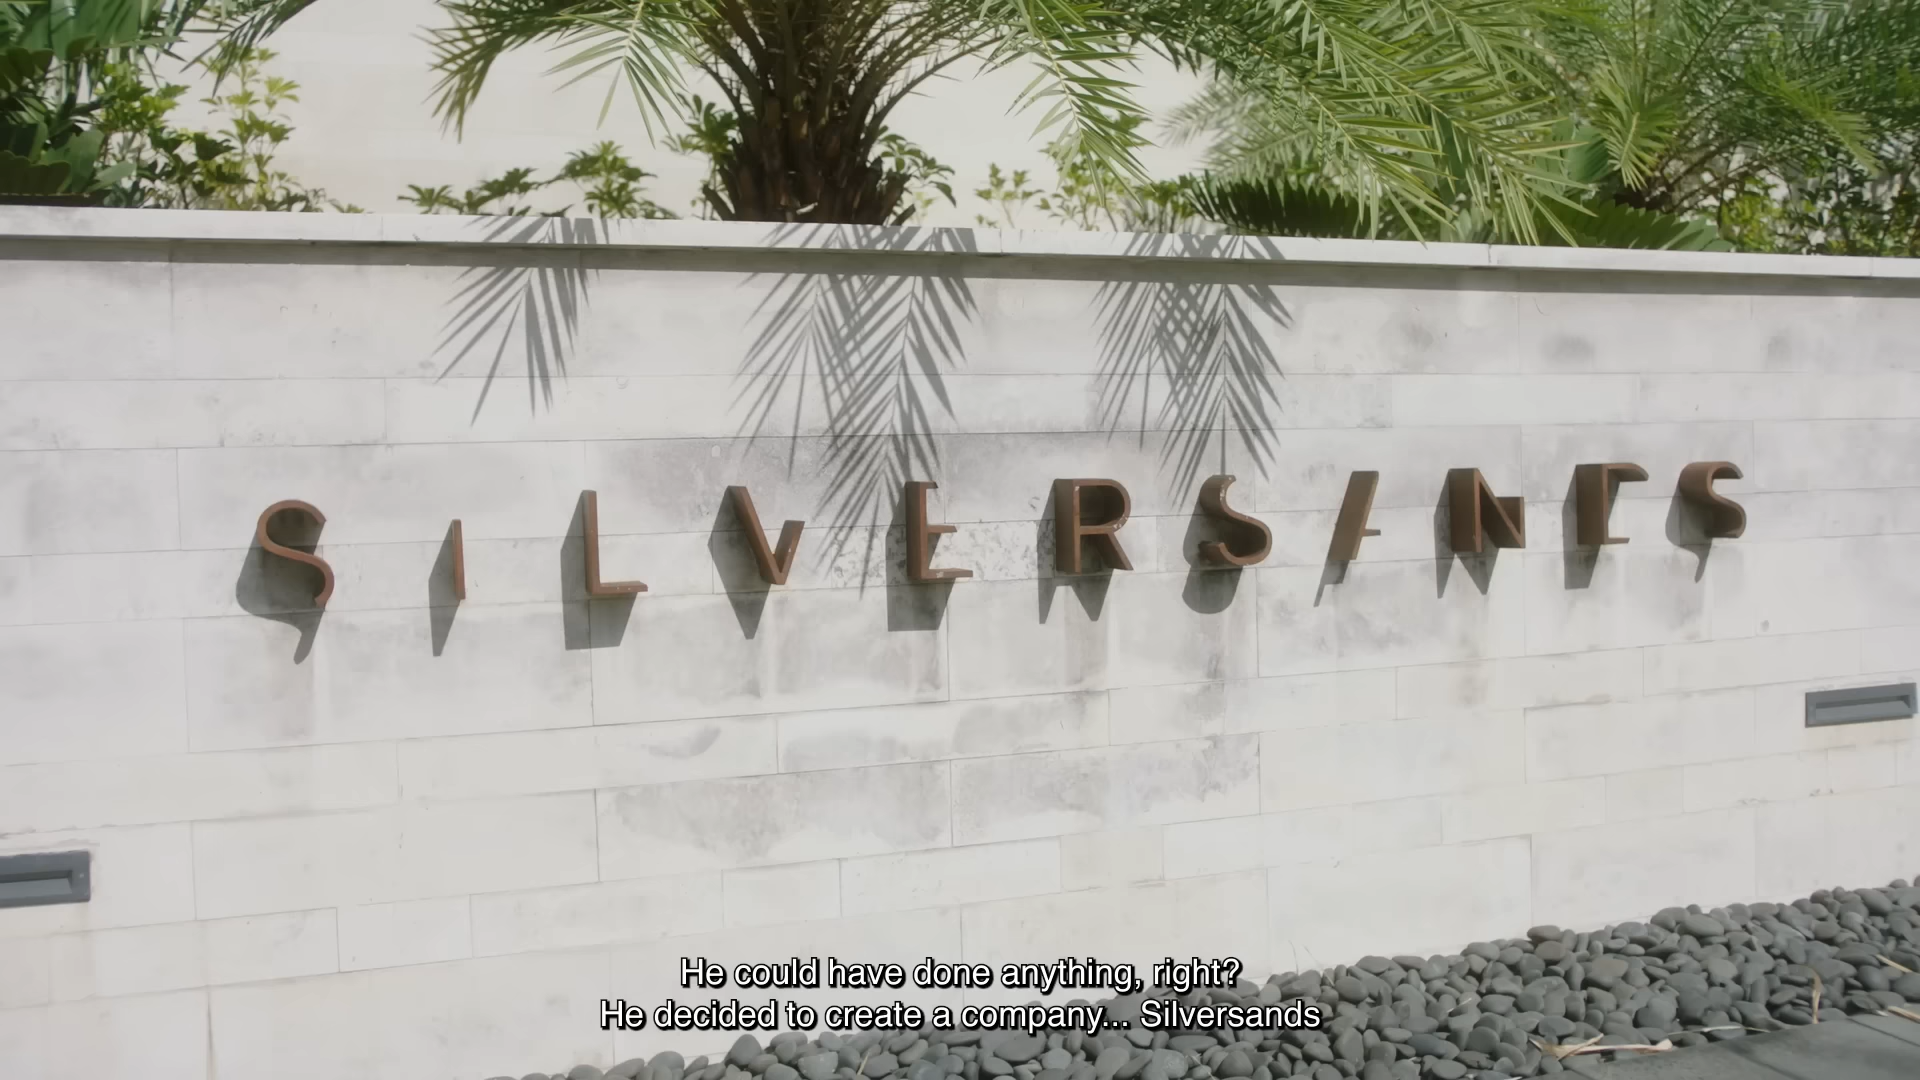 SILVERSANDS
He could have done anything, right?
He decided to create a company... Silversands